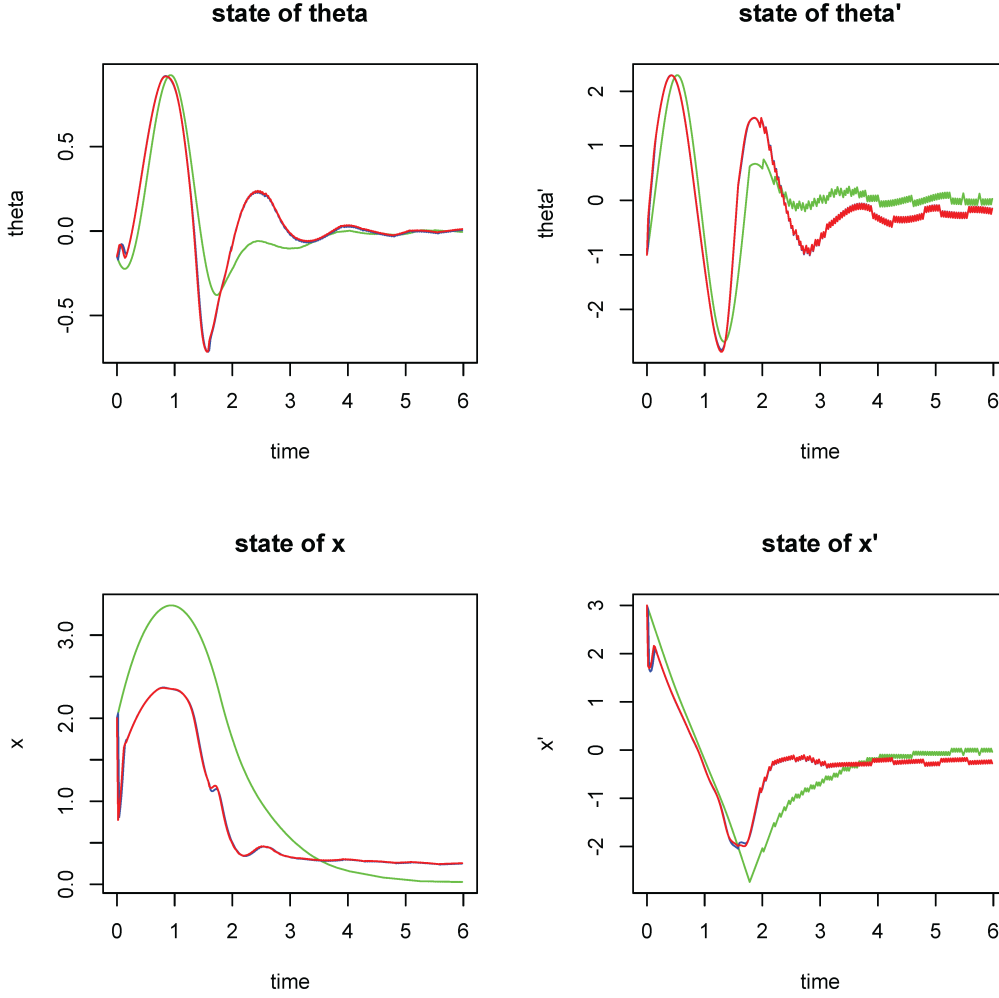 state of theta
theta
0.5
0.0
-0.5
0 1 2 3 4 5 6
time
state of theta'
theta'
2
1
0
-1
-2
0 1 2 3 4 5 6
time
state of x
x
3.0
2.0
1.0
0.0
0 1 2 3 4 5 6
time
state of x'
x'
3
2
1
0
-1
-2
0 1 2 3 4 5 6
time